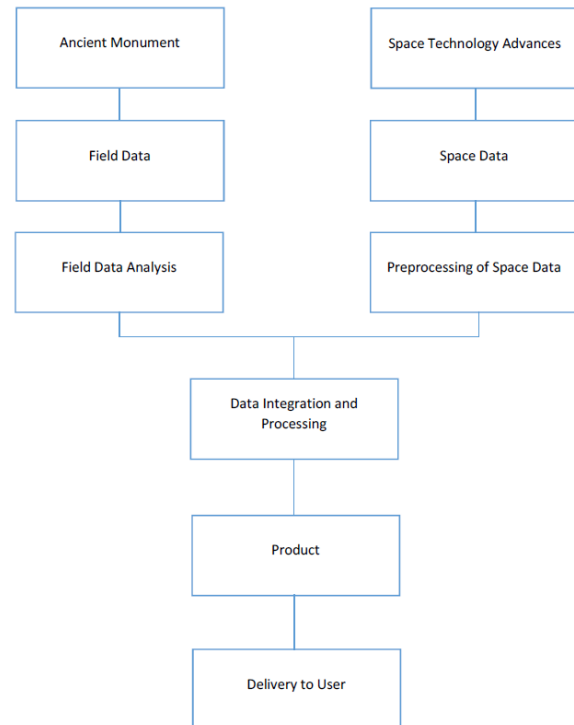 Ancient Monument
Space Technology Advances
Field Data
Space Data
Field Data Analysis
Preprocessing of Space Data
Data Integration and
Processing
Product
Delivery to User